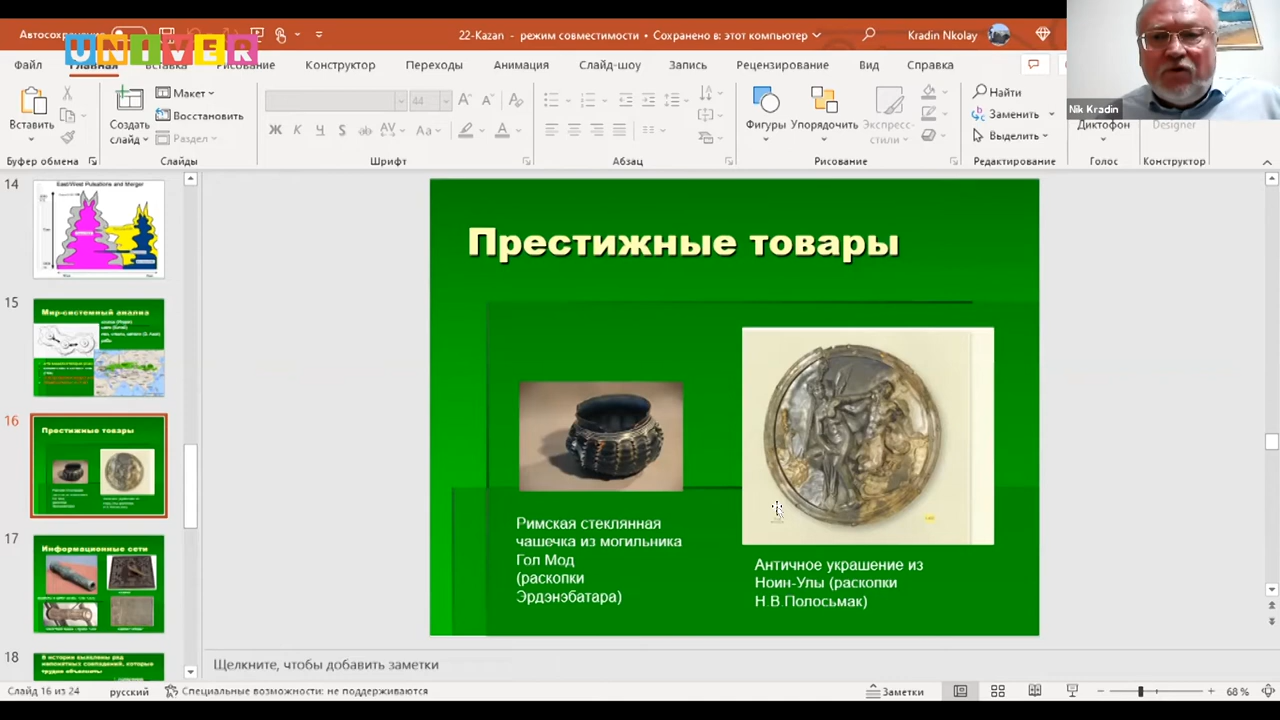 Автосохранение
22-Kazan - режим совместимости • Сохранено в: этот компьютер
Kradin Nkolay
UNIVER
Файл Главная Вставка Рисование Конструктор Переходы Анимация Слайд-шоу Запись Рецензирование Вид Справка
Nik Kradin
Вставить
Создать слайд
Макет
Восстановить
Раздел
44
Ж К Ч S
AV Aa А
Фигуры Упорядочить Экспресс-стили
Найти
Заменить
Выделить
Диктофон
Designer
Буфер обмена Слайды Шрифт Абзац Рисование Редактирование Голос Конструктор
14
East/West Pulsations and Merger
15
Мир-системный анализ
16
Престижные товары
17
Информационные сети
18
Престижные товары
Римская стеклянная
чашечка из могильника
Гол Мод
(раскопки
Эрдэнэбатара)
Античное украшение из
Ноин-Улы (раскопки
Н.В.Полосьмак)
Щелкните, чтобы добавить заметки
Слайд 16 из 24 русский Специальные возможности: не поддерживаются
Заметки
68 %